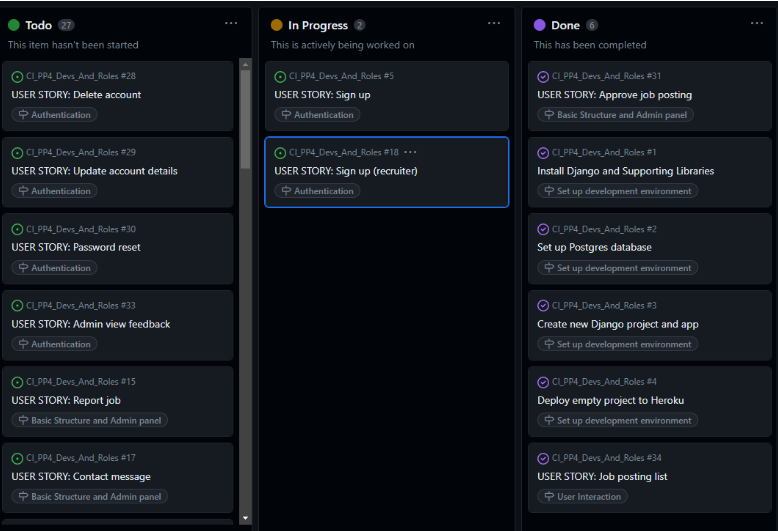 Todo 27
This item hasn't been started
CI_PP4_Devs_And_Roles #28
USER STORY: Delete account
Authentication
CI_PP4_Devs_And_Roles #29
USER STORY: Update account details
Authentication
CI_PP4_Devs_And_Roles #30
USER STORY: Password reset
Authentication
CI_PP4_Devs_And_Roles #33
USER STORY: Admin view feedback
Authentication
CI_PP4_Devs_And_Roles #15
USER STORY: Report job
Basic Structure and Admin panel
CI_PP4_Devs_And_Roles #17
USER STORY: Contact message
Basic Structure and Admin panel
In Progress 2
This is actively being worked on
CI_PP4_Devs_And_Roles #5
USER STORY: Sign up
Authentication
CI_PP4_Devs_And_Roles #18
USER STORY: Sign up (recruiter)
Authentication
Done 6
This has been completed
CI_PP4_Devs_And_Roles #31
USER STORY: Approve job posting
Basic Structure and Admin panel
CI_PP4_Devs_And_Roles #1
Install Django and Supporting Libraries
Set up development environment
CI_PP4_Devs_And_Roles #2
Set up Postgres database
Set up development environment
CI_PP4_Devs_And_Roles #3
Create new Django project and app
Set up development environment
CI_PP4_Devs_And_Roles #4
Deploy empty project to Heroku
Set up development environment
CI_PP4_Devs_And_Roles #34
USER STORY: Job posting list
User Interaction